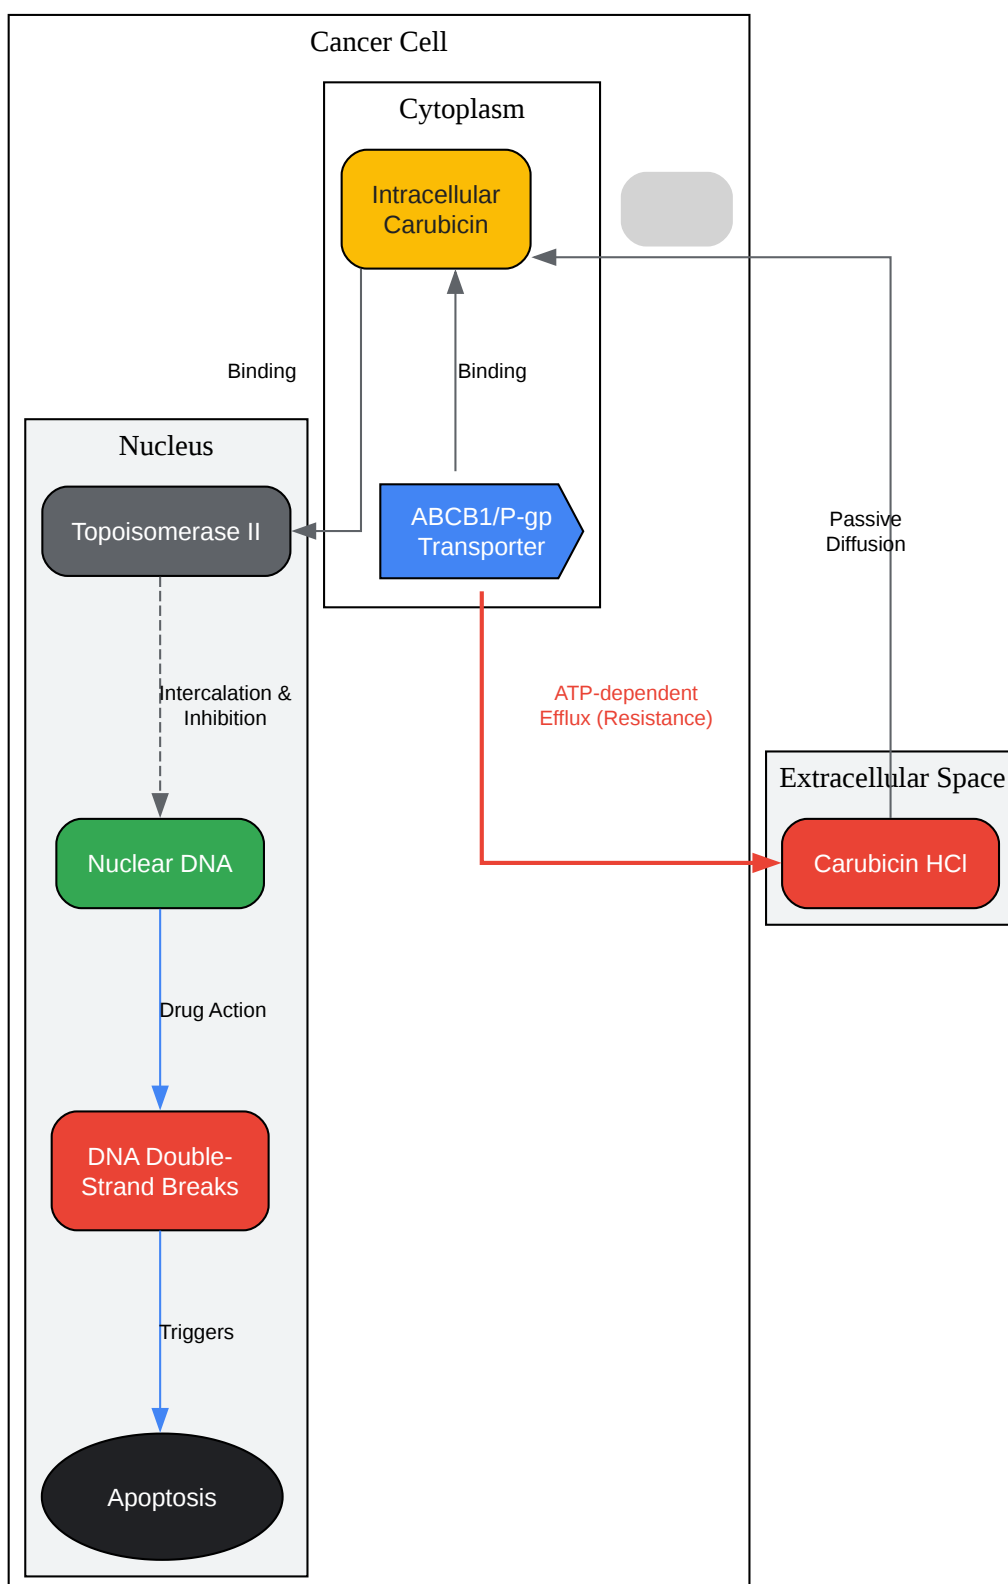 Cancer Cell
Cytoplasm
Intracellular
Carubicin
Binding
Binding
Nucleus
Topoisomerase II
ABCB1/P-gp
Transporter
Passive
Diffusion
Intercalation &
Inhibition
ATP-dependent
Efflux (Resistance)
Extracellular Space
Nuclear DNA
Carubicin HCl
Drug Action
DNA Double-
Strand Breaks
Triggers
Apoptosis